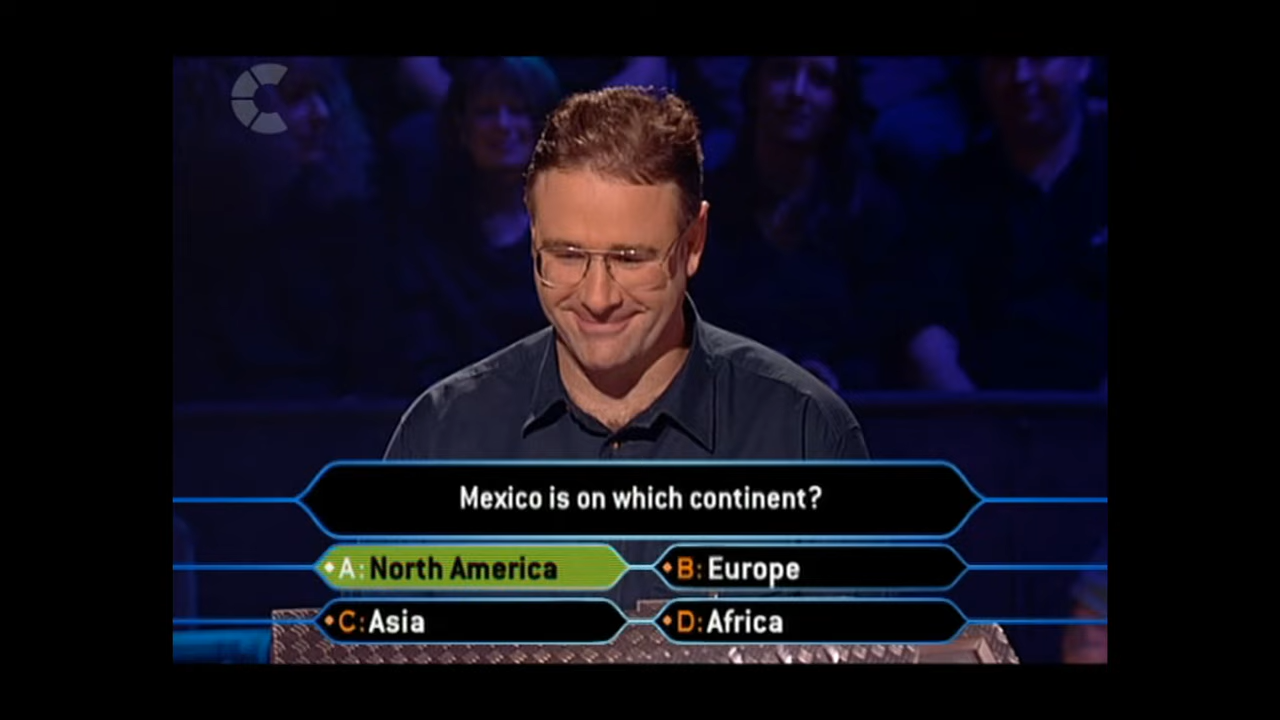 Mexico is on which continent?
A: North America
B: Europe
C: Asia
D: Africa